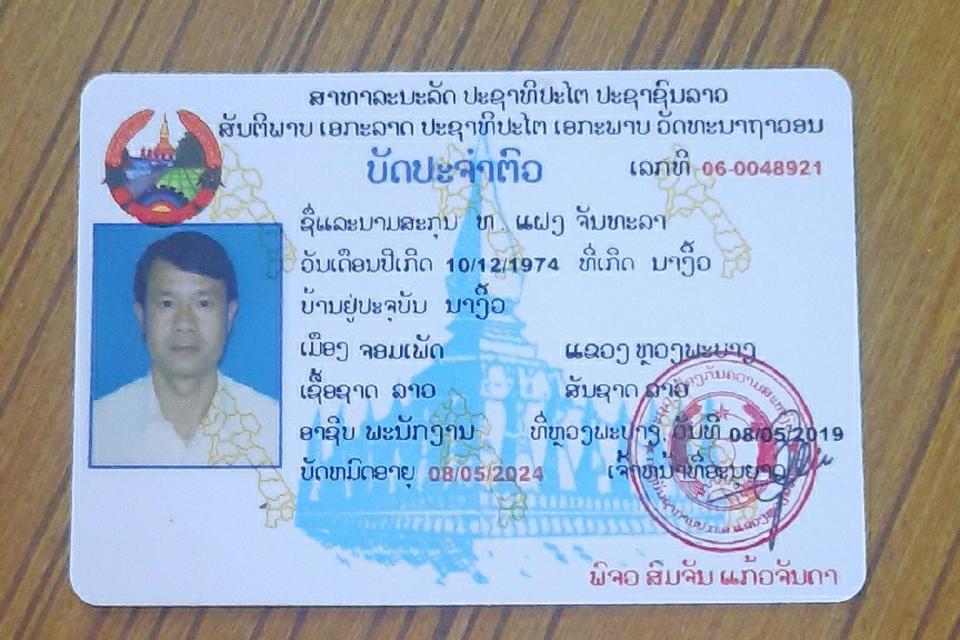 ສາທາລະນະລັດ ປະຊາທິປະໄຕ ປະຊາຊົນລາວ
ສັນຕິພາບ ເອກະລາດ ປະຊາທິປະໄຕ ເອກະພາບ ວັດທະນາຖາວອນ
ບັດປະຈຳຕົວ ເລກທີ 06-0048921
ຊື່ແລະນາມສະກຸນ ທ. ແຝງ ຈັນທະລາ
ວັນເດືອນປີເກີດ 10/12/1974 ທີ່ເກີດ ນາງິ້ວ
ບ້ານຢູ່ປະຈຸບັນ ນາງິ້ວ
ເມືອງ ຈອມເພັດ ແຂວງ ຫຼວງພະບາງ
ເຊື້ອຊາດ ລາວ ສັນຊາດ ລາວ
ອາຊີບ ພະນັກງານ ທີ່ຫຼວງພະບາງ ວັນທີ 08/05/2019
ບັດຫມົດອາຍຸ 08/05/2024 ເຈົ້າຫນ້າທີ່ອະນຸຍາດ
ພັຈວ ສົມຈັນ ແກ້ວຈັນດາ